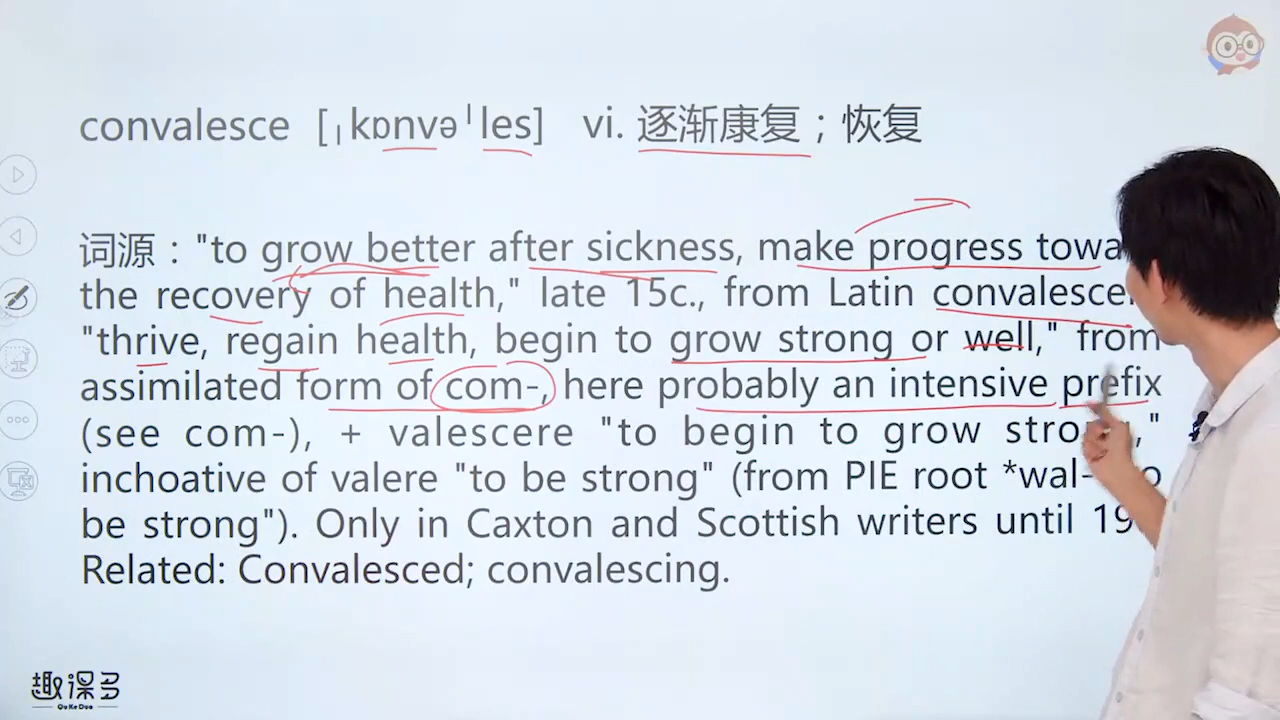 convalesce [ˌkɒnvəˈles] vi. 逐渐康复；恢复
词源："to grow better after sickness, make progress
the recovery of health," late 15c., from Latin
"thrive, regain health, begin to grow strong or well," from
assimilated form of com-, here probably an intensive prefix
(see com-), + valescere "to begin to grow
inchoative of valere "to be strong" (from PIE root *wal-
be strong"). Only in Caxton and Scottish writers until
Related: Convalesced; convalescing.
趣课多
Qu Ke Duo